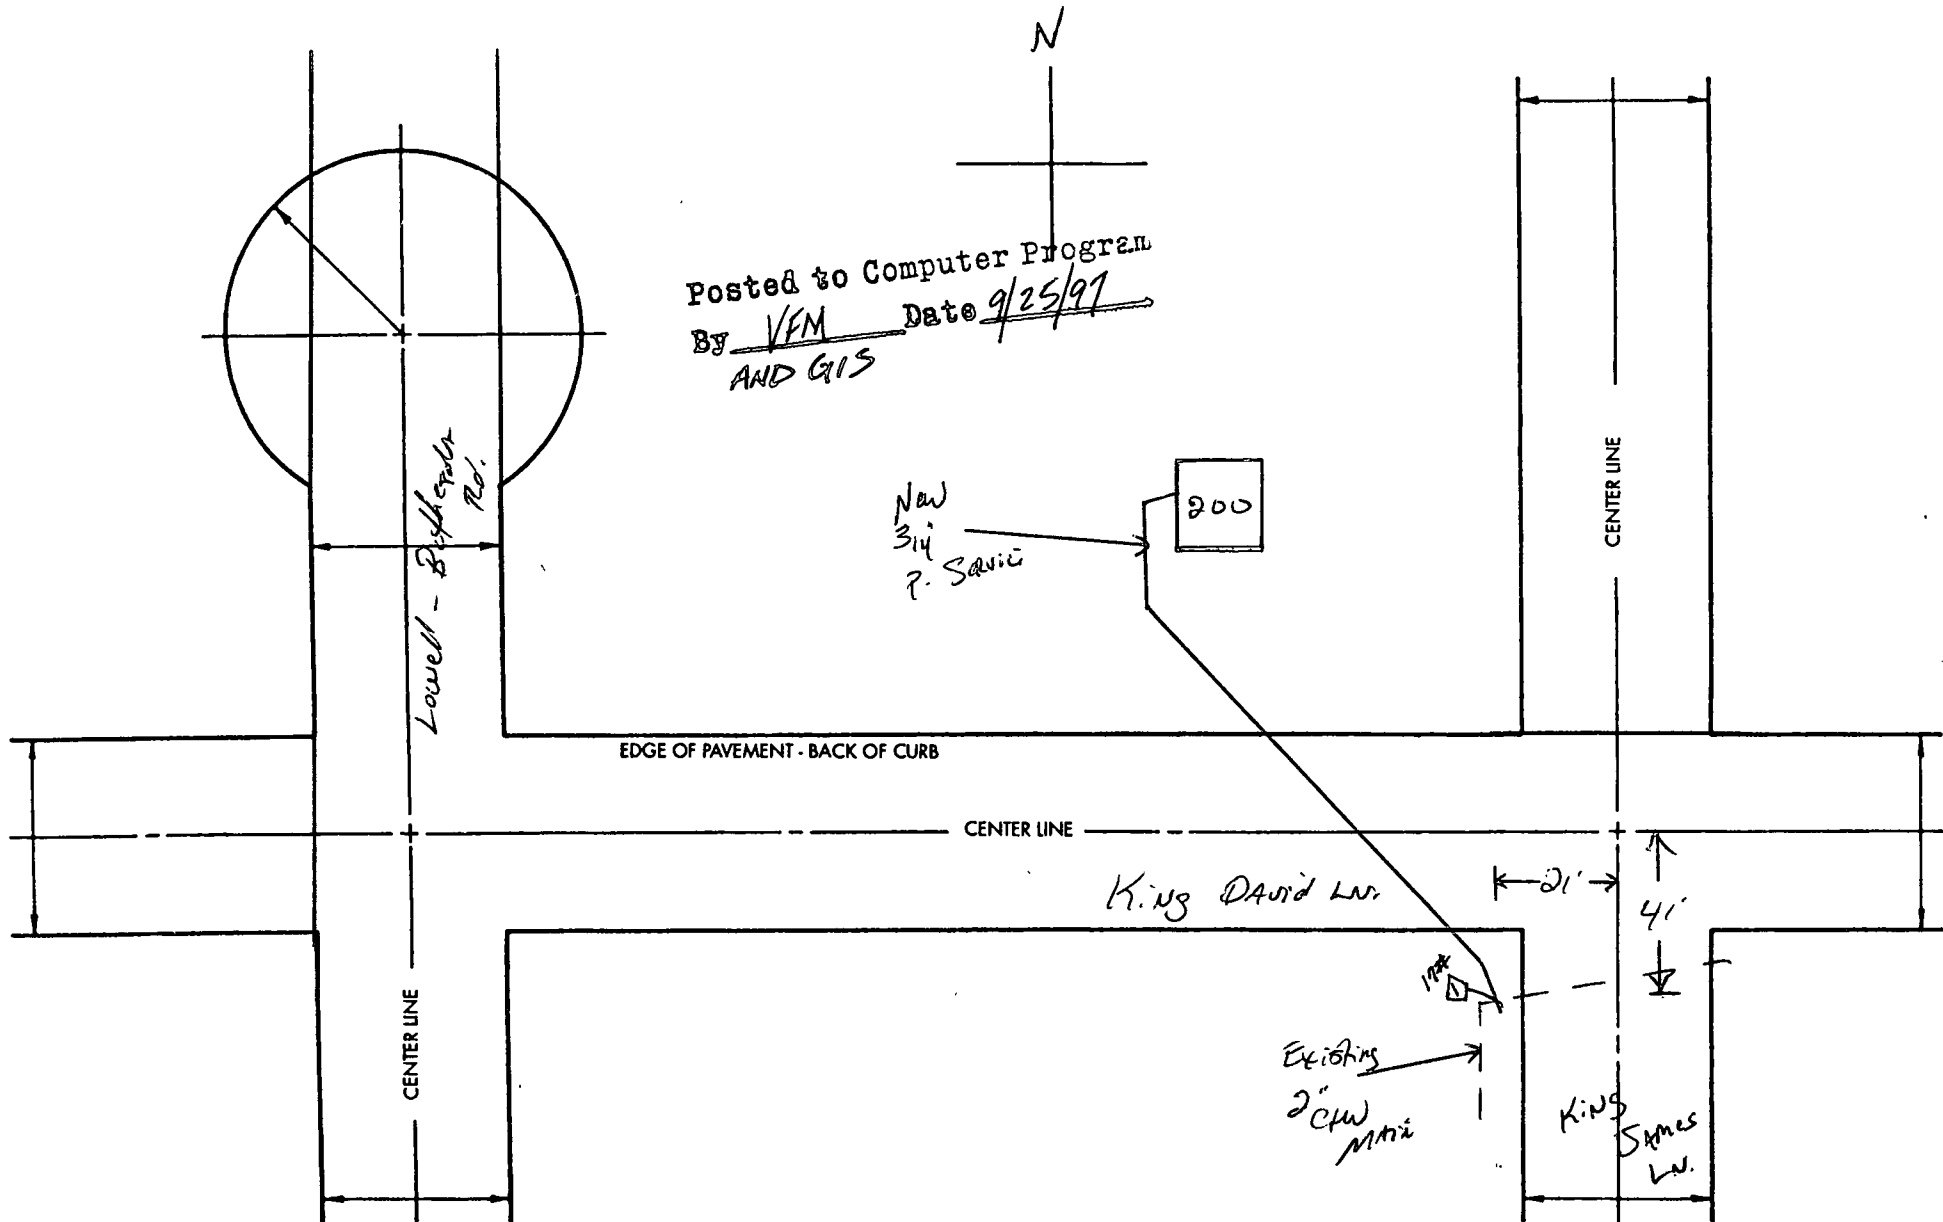 N
Posted to Computer Program
By VFM Date 9/25/97
AND GIS
Lowell - Bethesda
Rd.
New
3/4"
P. Service
200
CENTER LINE
EDGE OF PAVEMENT - BACK OF CURB
CENTER LINE
King David Ln.
21'
41'
17#
CENTER LINE
Existing
2"
Main
King
James
Ln.